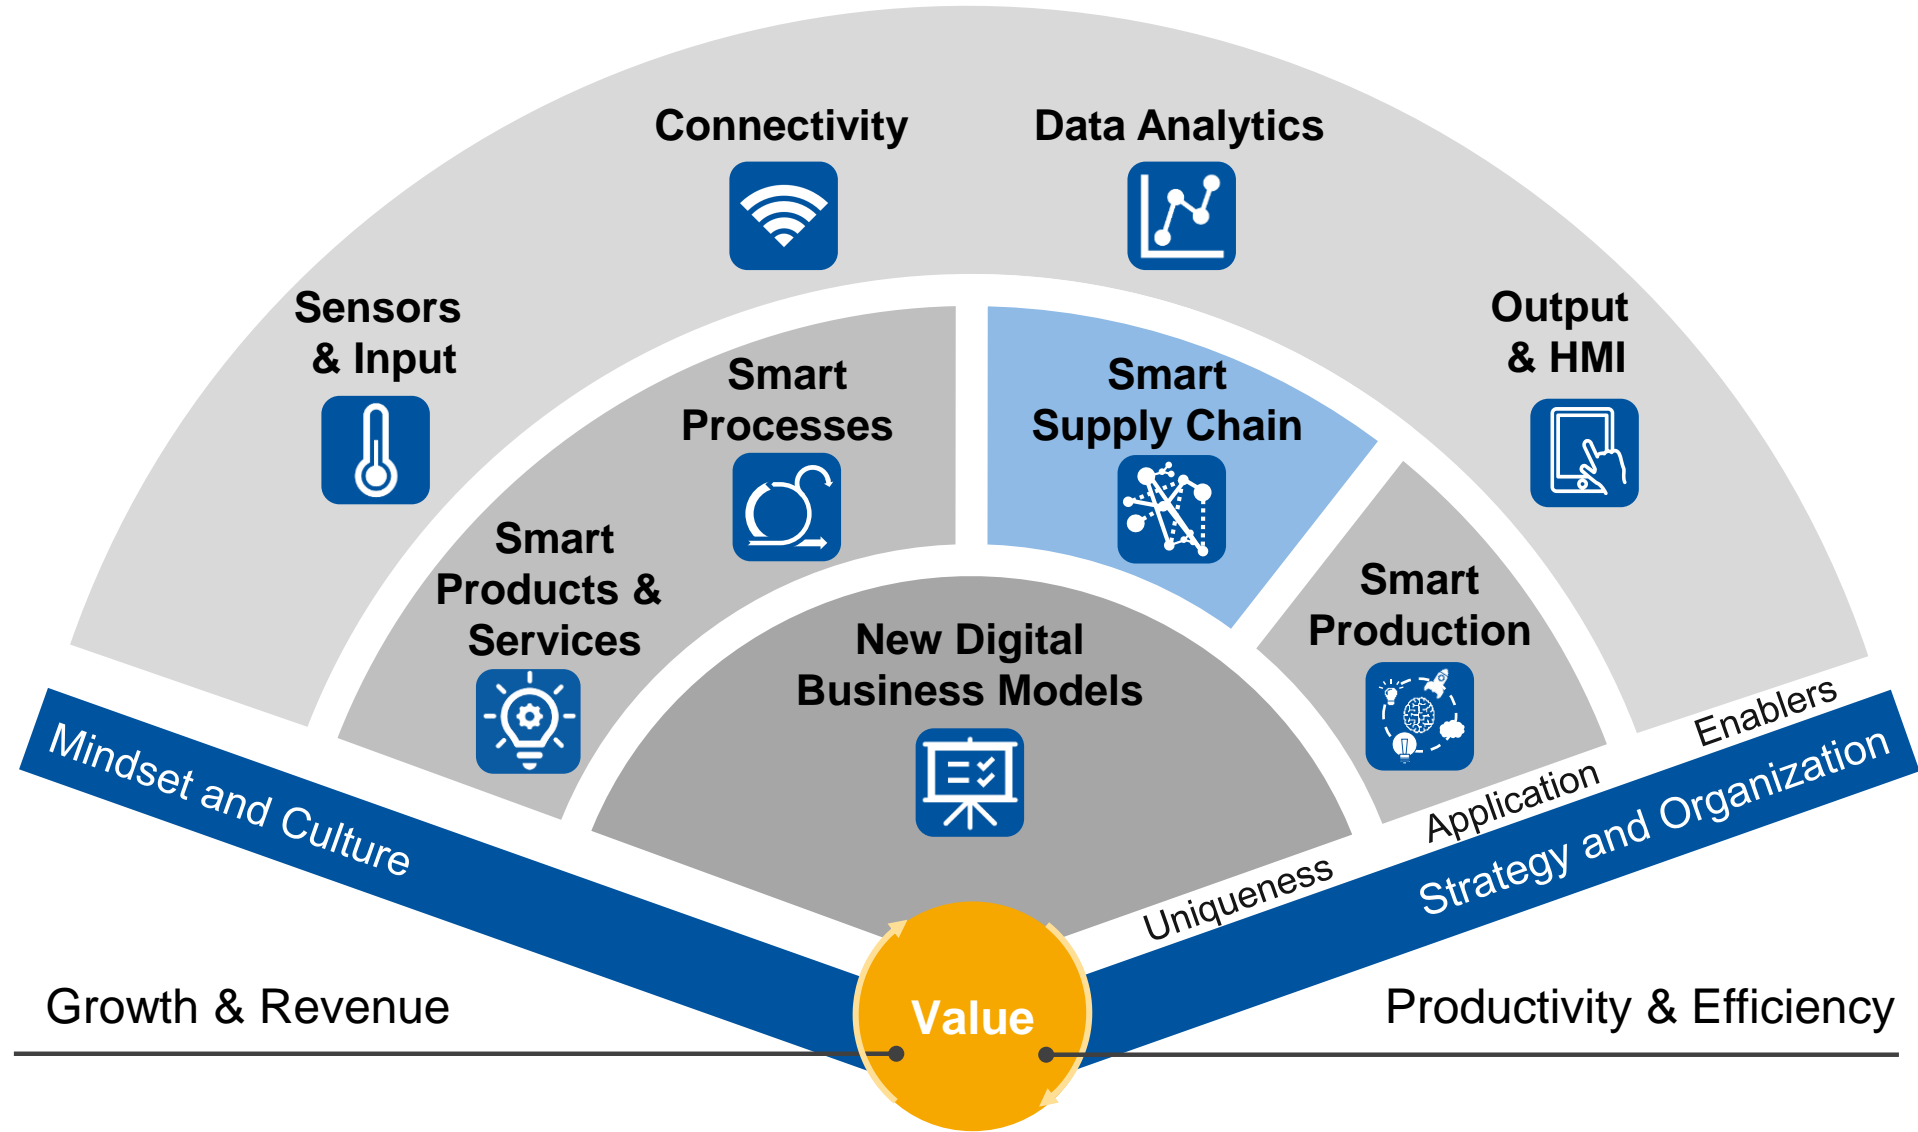 Connectivity
Data Analytics
Sensors
& Input
Output
& HMI
Smart
Processes
Smart
Supply Chain
Smart
Products &
Services
Smart
Production
New Digital
Business Models
Enablers
Application
Uniqueness
Mindset and Culture
Strategy and Organization
Growth & Revenue
Value
Productivity & Efficiency